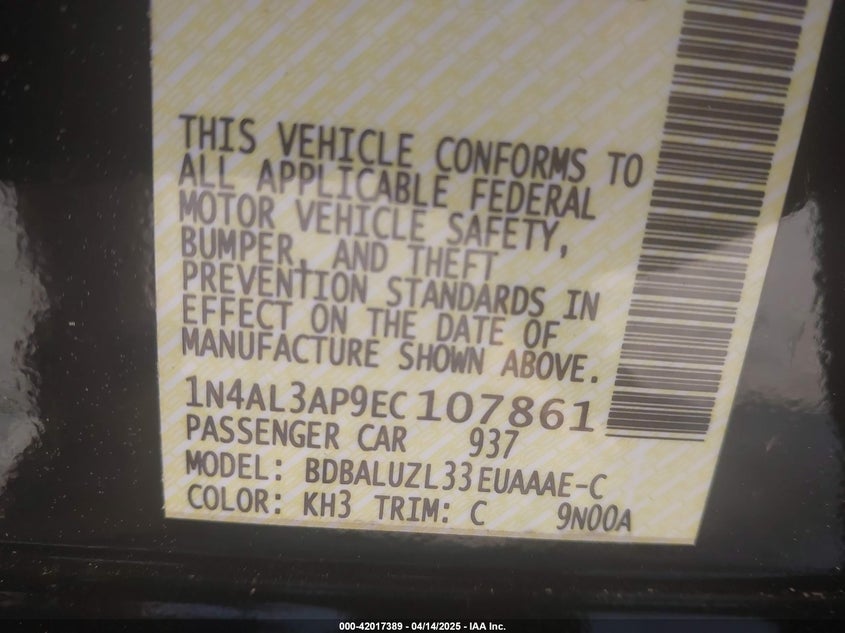 THIS VEHICLE CONFORMS TO
ALL APPLICABLE FEDERAL
MOTOR VEHICLE SAFETY,
BUMPER, AND THEFT
PREVENTION STANDARDS IN
EFFECT ON THE DATE OF
MANUFACTURE SHOWN ABOVE.
1N4AL3AP9EC107861
PASSENGER CAR 937
MODEL: BDBALUZL33EUAAAE-C
COLOR: KH3 TRIM: C 9N00A
000-42017389 - 04/14/2025 - IAA Inc.